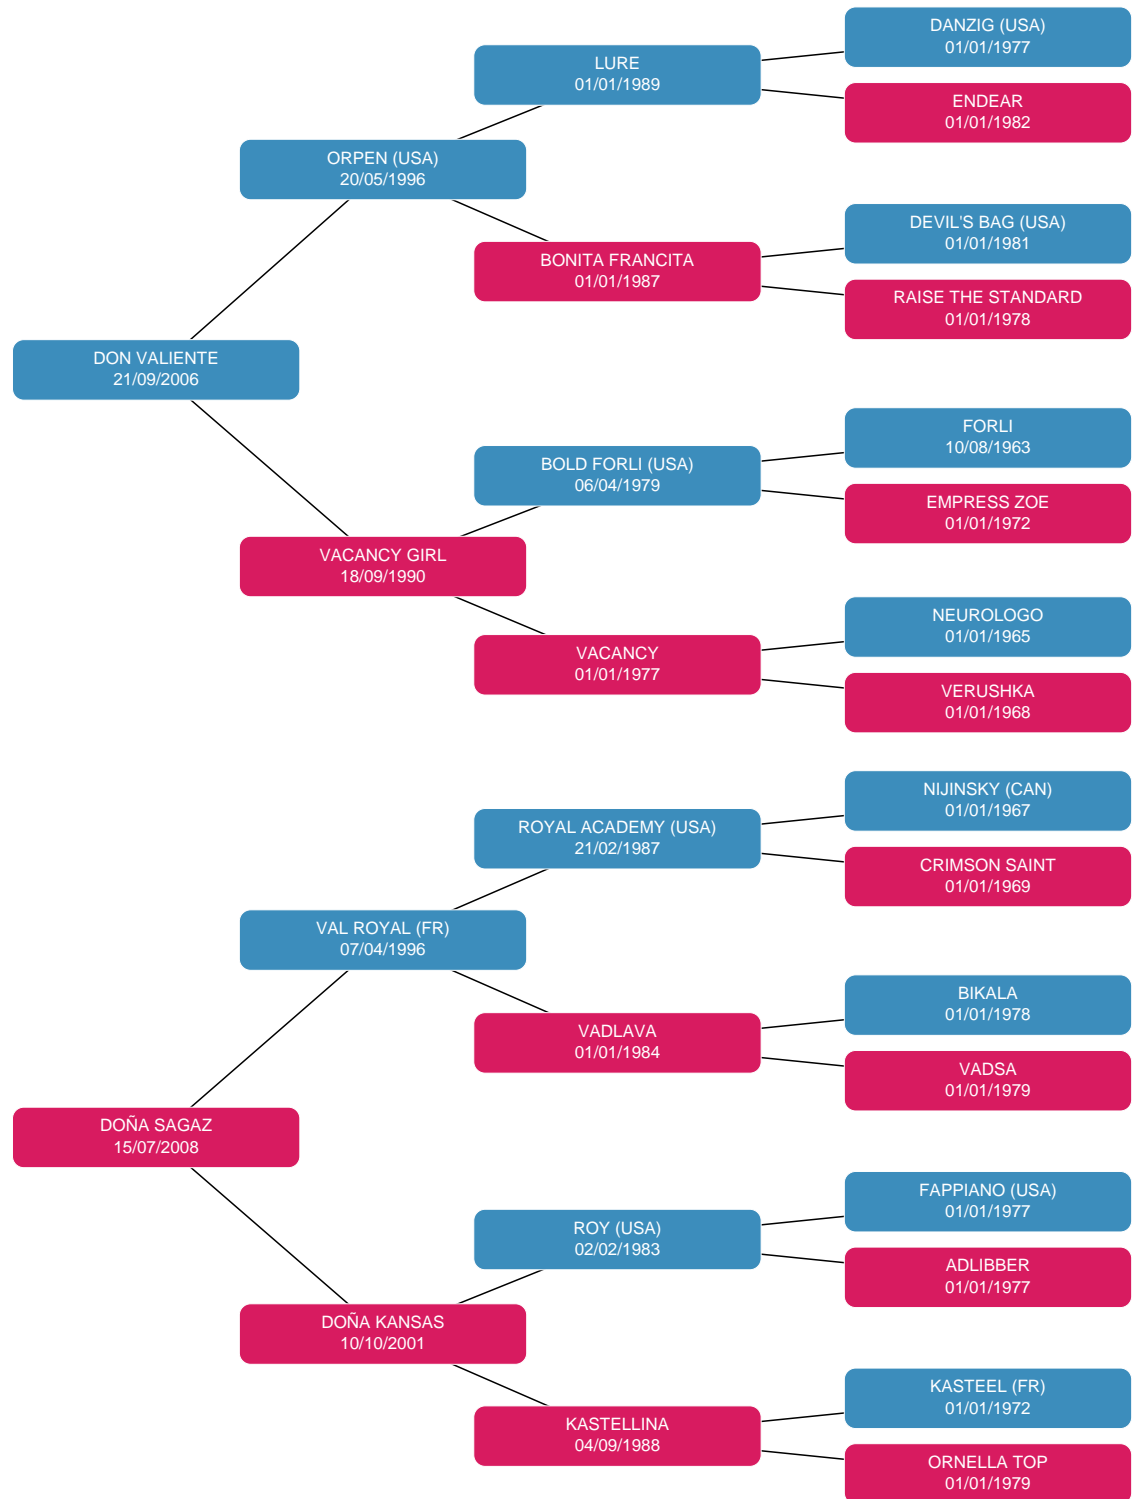 DANZIG (USA)
01/01/1977
LURE
01/01/1989
ENDEAR
01/01/1982
ORPEN (USA)
20/05/1996
DEVIL'S BAG (USA)
01/01/1981
BONITA FRANCITA
01/01/1987
RAISE THE STANDARD
01/01/1978
DON VALIENTE
21/09/2006
FORLI
10/08/1963
BOLD FORLI (USA)
06/04/1979
EMPRESS ZOE
01/01/1972
VACANCY GIRL
18/09/1990
NEUROLOGO
01/01/1965
VACANCY
01/01/1977
VERUSHKA
01/01/1968
NIJINSKY (CAN)
01/01/1967
ROYAL ACADEMY (USA)
21/02/1987
CRIMSON SAINT
01/01/1969
VAL ROYAL (FR)
07/04/1996
BIKALA
01/01/1978
VADLAVA
01/01/1984
VADSA
01/01/1979
DOÑA SAGAZ
15/07/2008
FAPPIANO (USA)
01/01/1977
ROY (USA)
02/02/1983
ADLIBBER
01/01/1977
DOÑA KANSAS
10/10/2001
KASTEEL (FR)
01/01/1972
KASTELLINA
04/09/1988
ORNELLA TOP
01/01/1979